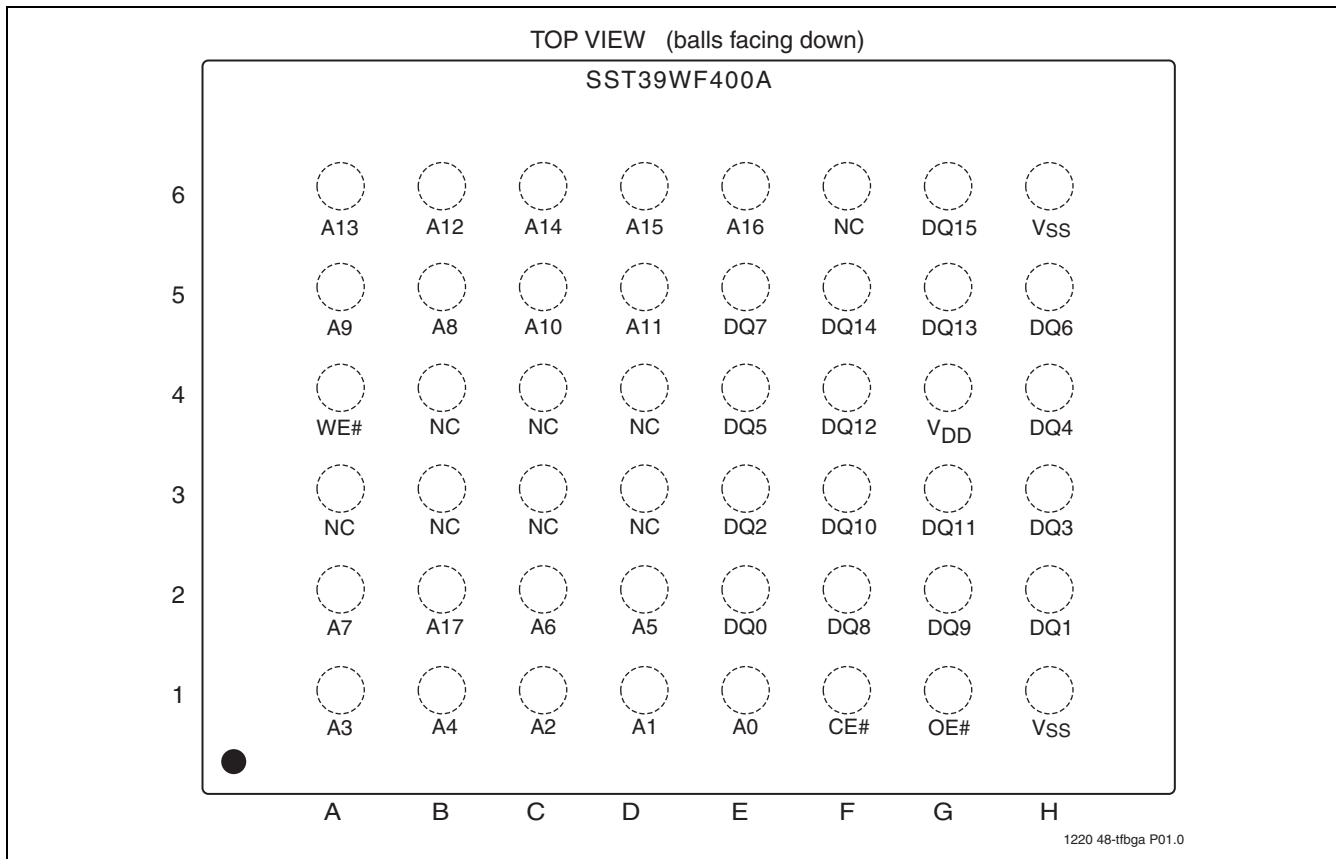 TOP VIEW (balls facing down)
SST39WF400A
6
A13 A12 A14 A15 A16 NC DQ15 VSS
5
A9 A8 A10 A11 DQ7 DQ14 DQ13 DQ6
4
WE# NC NC NC DQ5 DQ12 VDD DQ4
3
NC NC NC NC DQ2 DQ10 DQ11 DQ3
2
A7 A17 A6 A5 DQ0 DQ8 DQ9 DQ1
1
A3 A4 A2 A1 A0 CE# OE# VSS
A B C D E F G H
1220 48-tfbga P01.0